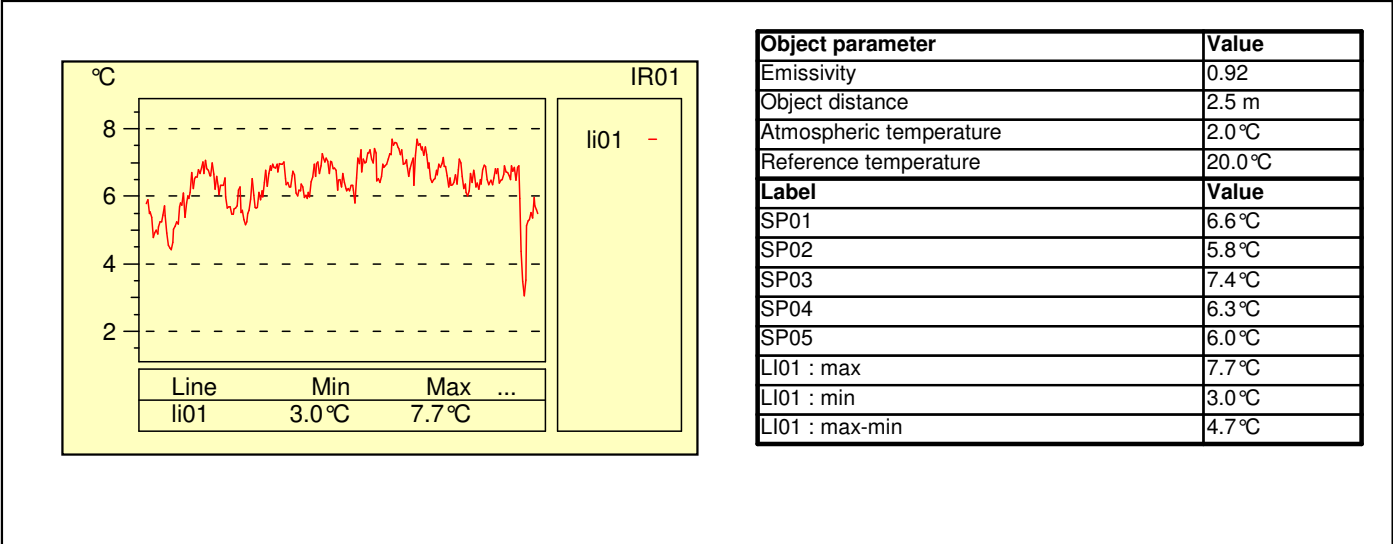 °C IR01
8
6
4
2
li01
Line Min Max ...
li01 3.0°C 7.7°C
Object parameter Value
Emissivity 0.92
Object distance 2.5 m
Atmospheric temperature 2.0°C
Reference temperature 20.0°C
Label Value
SP01 6.6°C
SP02 5.8°C
SP03 7.4°C
SP04 6.3°C
SP05 6.0°C
LI01 : max 7.7°C
LI01 : min 3.0°C
LI01 : max-min 4.7°C